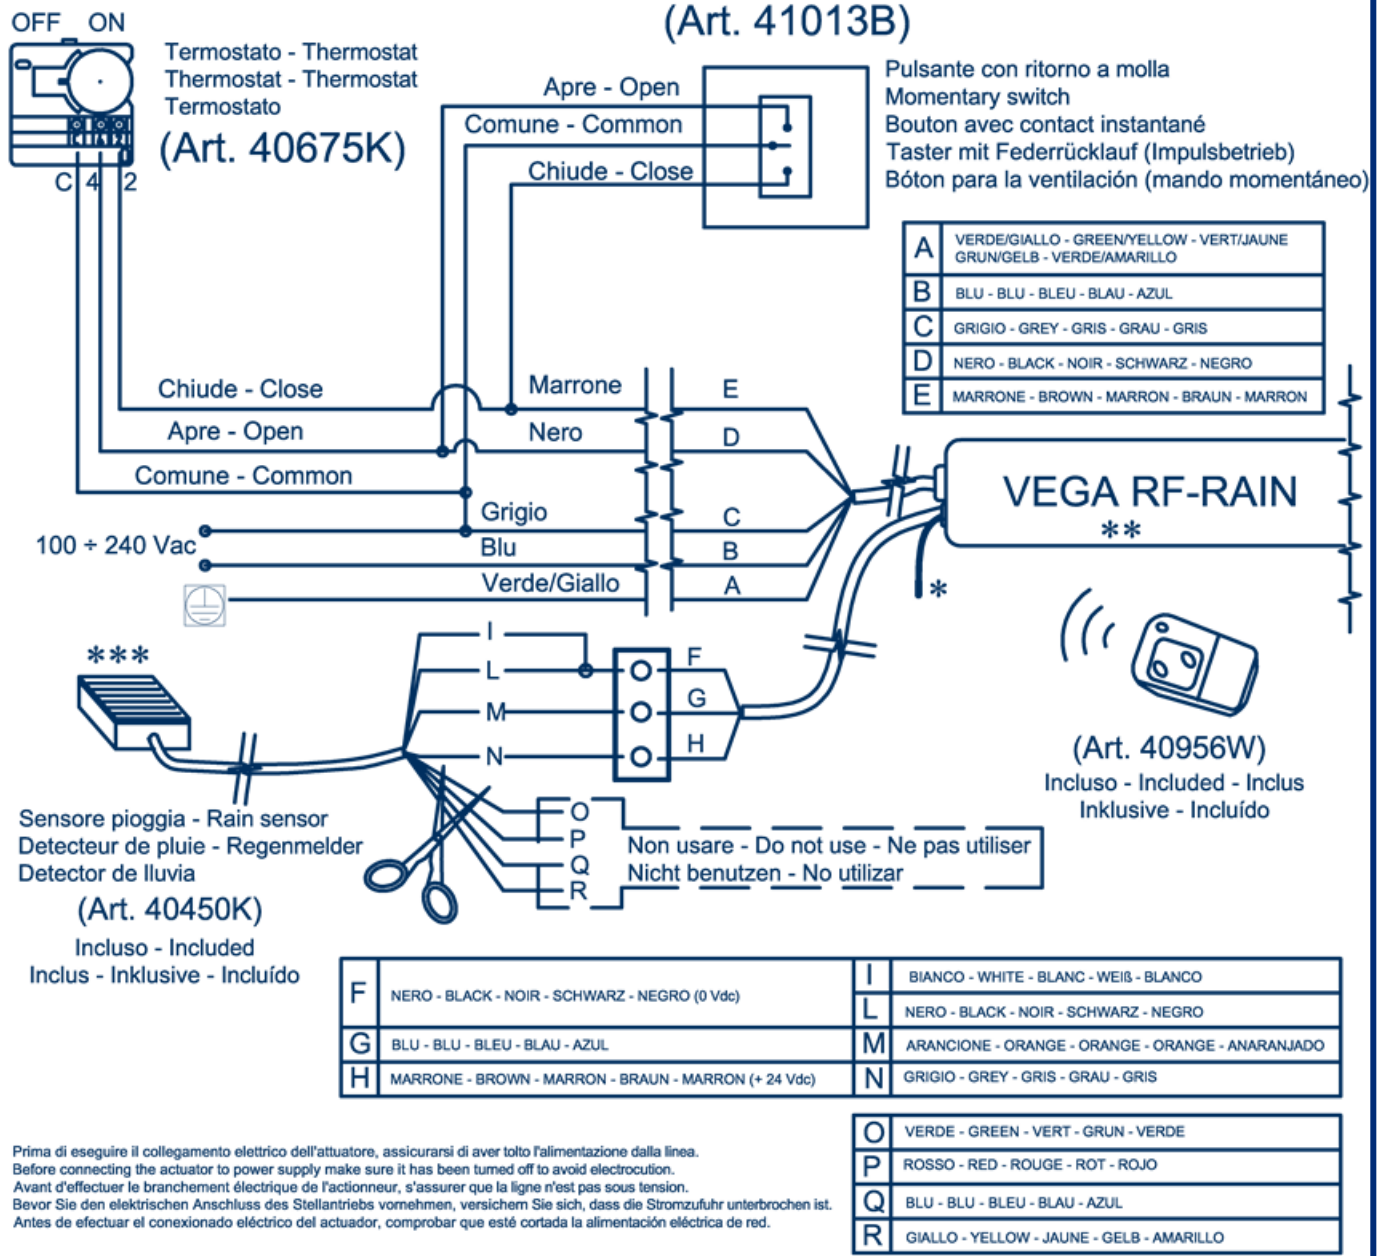 OFF ON
Termostato - Thermostat
Thermostat - Thermostat
Termostato
(Art. 40675K)
C 4 2
(Art. 41013B)
Apre - Open
Comune - Common
Chiude - Close
Pulsante con ritorno a molla
Momentary switch
Bouton avec contact instantané
Taster mit Federrücklauf (Impulsbetrieb)
Bóton para la ventilación (mando momentáneo)
A VERDE/GIALLO - GREEN/YELLOW - VERT/JAUNE
GRUN/GELB - VERDE/AMARILLO
B BLU - BLU - BLEU - BLAU - AZUL
C GRIGIO - GREY - GRIS - GRAU - GRIS
D NERO - BLACK - NOIR - SCHWARZ - NEGRO
E MARRONE - BROWN - MARRON - BRAUN - MARRON
Chiude - Close Marrone E
Apre - Open Nero D
Comune - Common
Grigio C
100 ÷ 240 Vac Blu B
Verde/Giallo A
VEGA RF-RAIN
**
*
***
I
L F
M G
N H
O
P
Q
R
Non usare - Do not use - Ne pas utiliser
Nicht benutzen - No utilizar
(Art. 40956W)
Incluso - Included - Inclus
Inklusive - Incluído
Sensore pioggia - Rain sensor
Detecteur de pluie - Regenmelder
Detector de lluvia
(Art. 40450K)
Incluso - Included
Inclus - Inklusive - Incluído
F NERO - BLACK - NOIR - SCHWARZ - NEGRO (0 Vdc)
G BLU - BLU - BLEU - BLAU - AZUL
H MARRONE - BROWN - MARRON - BRAUN - MARRON (+ 24 Vdc)
I BIANCO - WHITE - BLANC - WEIß - BLANCO
L NERO - BLACK - NOIR - SCHWARZ - NEGRO
M ARANCIONE - ORANGE - ORANGE - ORANGE - ANARANJADO
N GRIGIO - GREY - GRIS - GRAU - GRIS
O VERDE - GREEN - VERT - GRUN - VERDE
P ROSSO - RED - ROUGE - ROT - ROJO
Q BLU - BLU - BLEU - BLAU - AZUL
R GIALLO - YELLOW - JAUNE - GELB - AMARILLO
Prima di eseguire il collegamento elettrico dell'attuatore, assicurarsi di aver tolto l'alimentazione dalla linea.
Before connecting the actuator to power supply make sure it has been turned off to avoid electrocution.
Avant d'effectuer le branchement électrique de l'actionneur, s'assurer que la ligne n'est pas sous tension.
Bevor Sie den elektrischen Anschluss des Stellantriebs vornehmen, versichern Sie sich, dass die Stromzufuhr unterbrochen ist.
Antes de efectuar el conexionado eléctrico del actuador, comprobar que esté cortada la alimentación eléctrica de red.